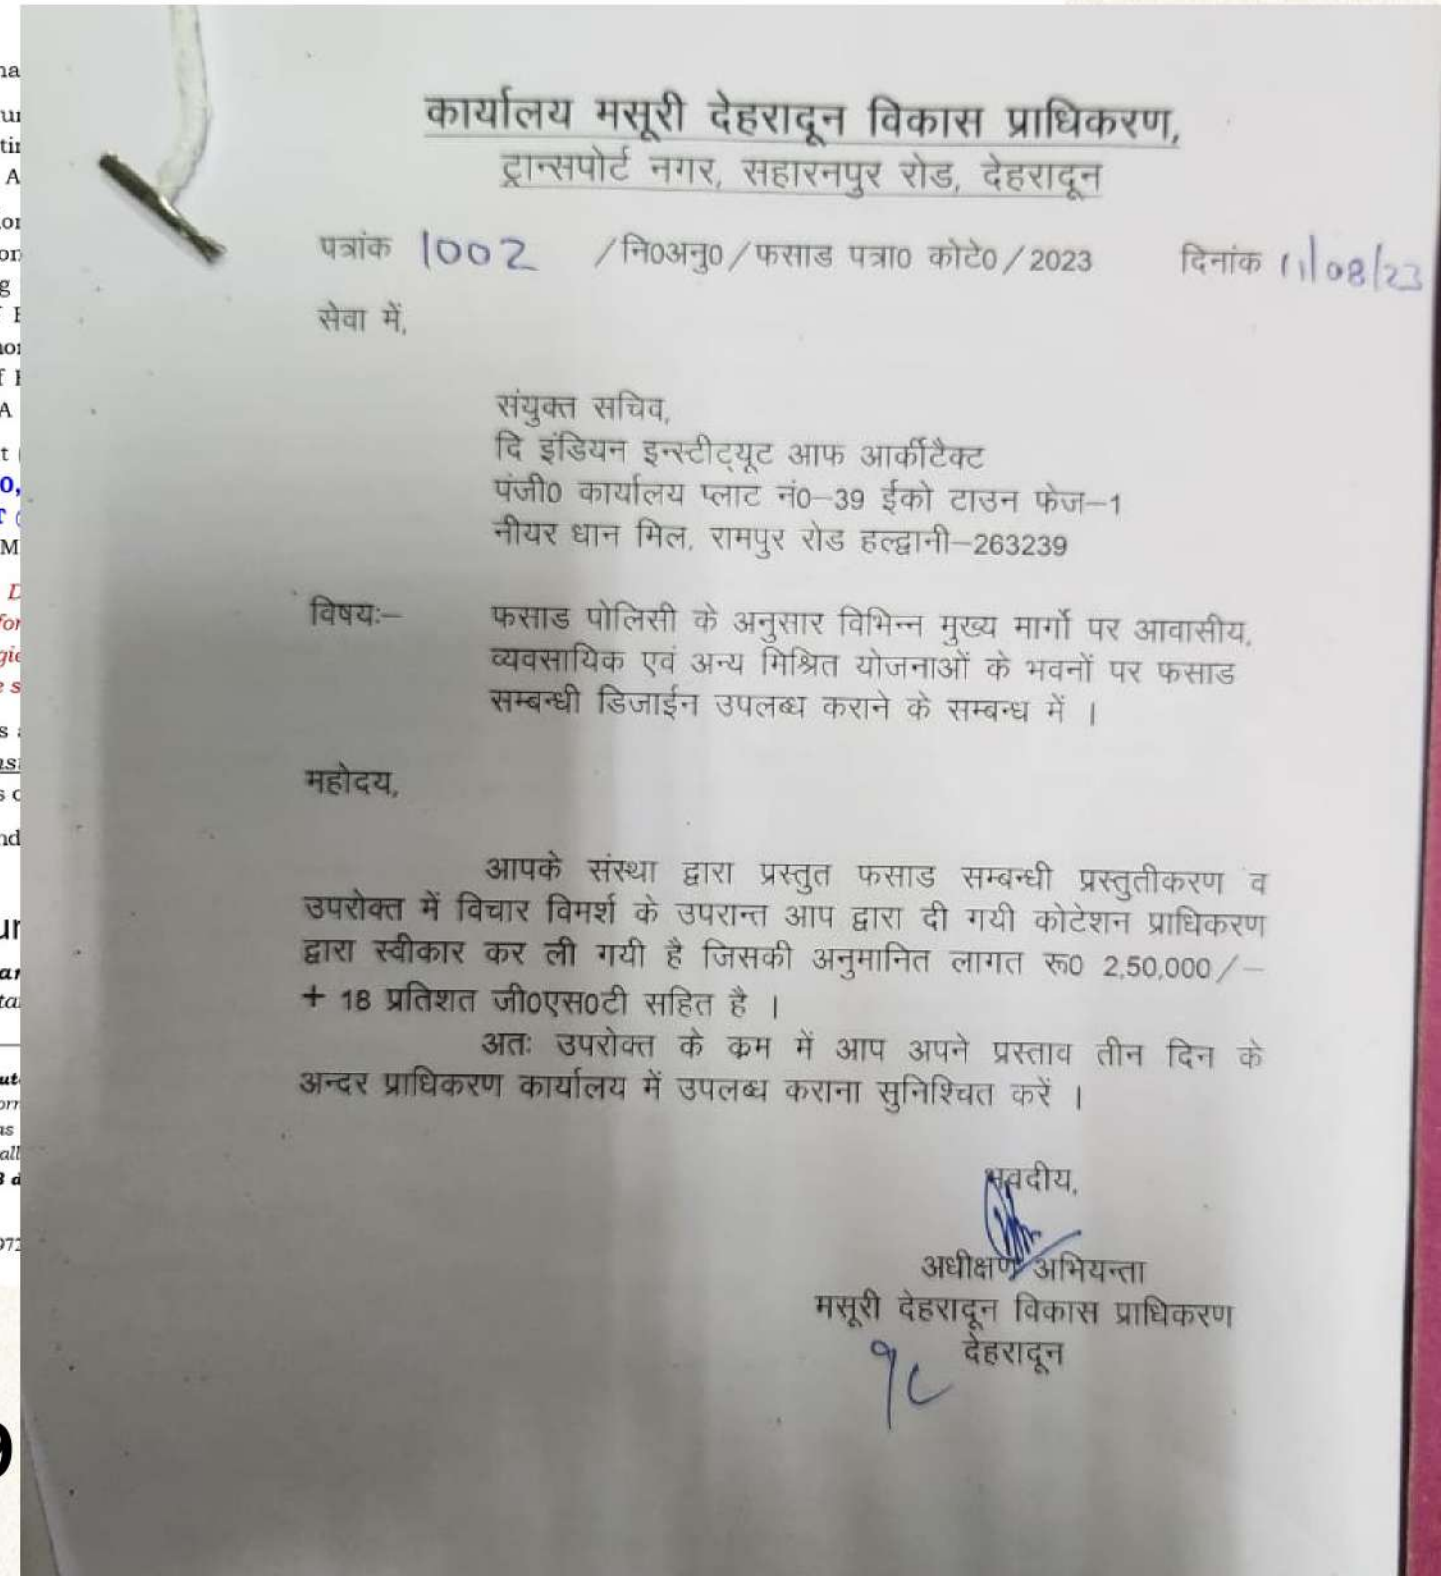 कार्यालय मसूरी देहरादून विकास प्राधिकरण,
ट्रान्सपोर्ट नगर, सहारनपुर रोड, देहरादून
पत्रांक 1002 /नि0अनु0/फसाड पत्रा0 कोटे0/2023 दिनांक 11/08/23
सेवा में,
संयुक्त सचिव,
दि इंडियन इन्स्टीट्यूट आफ आर्कीटैक्ट
पंजी0 कार्यालय प्लाट नं0–39 ईको टाउन फेज–1
नीयर धान मिल, रामपुर रोड हल्द्वानी–263239
विषयः– फसाड पोलिसी के अनुसार विभिन्न मुख्य मार्गो पर आवासीय,
व्यवसायिक एवं अन्य मिश्रित योजनाओं के भवनों पर फसाड
सम्बन्धी डिजाईन उपलब्ध कराने के सम्बन्ध में ।
महोदय,
आपके संस्था द्वारा प्रस्तुत फसाड सम्बन्धी प्रस्तुतीकरण व
उपरोक्त में विचार विमर्श के उपरान्त आप द्वारा दी गयी कोटेशन प्राधिकरण
द्वारा स्वीकार कर ली गयी है जिसकी अनुमानित लागत रू0 2,50,000/–
+ 18 प्रतिशत जी0एस0टी सहित है ।
अतः उपरोक्त के क्रम में आप अपने प्रस्ताव तीन दिन के
अन्दर प्राधिकरण कार्यालय में उपलब्ध कराना सुनिश्चित करें ।
भवदीय,
अधीक्षण अभियन्ता
मसूरी देहरादून विकास प्राधिकरण
देहरादून